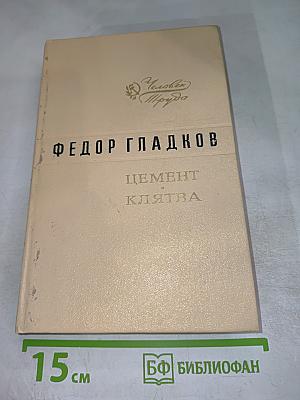 Человек
Труда
ФЕДОР ГЛАДКОВ
ЦЕМЕНТ
КЛЯТВА
15 см
БФ БИБЛИОФАН